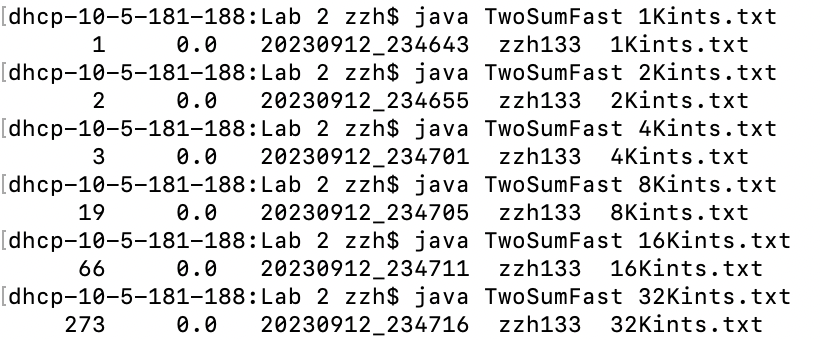 [dhcp-10-5-181-188:Lab 2 zzh$ java TwoSumFast 1Kints.txt
1 0.0 20230912_234643 zzh133 1Kints.txt
[dhcp-10-5-181-188:Lab 2 zzh$ java TwoSumFast 2Kints.txt
2 0.0 20230912_234655 zzh133 2Kints.txt
[dhcp-10-5-181-188:Lab 2 zzh$ java TwoSumFast 4Kints.txt
3 0.0 20230912_234701 zzh133 4Kints.txt
[dhcp-10-5-181-188:Lab 2 zzh$ java TwoSumFast 8Kints.txt
19 0.0 20230912_234705 zzh133 8Kints.txt
[dhcp-10-5-181-188:Lab 2 zzh$ java TwoSumFast 16Kints.txt
66 0.0 20230912_234711 zzh133 16Kints.txt
[dhcp-10-5-181-188:Lab 2 zzh$ java TwoSumFast 32Kints.txt
273 0.0 20230912_234716 zzh133 32Kints.txt